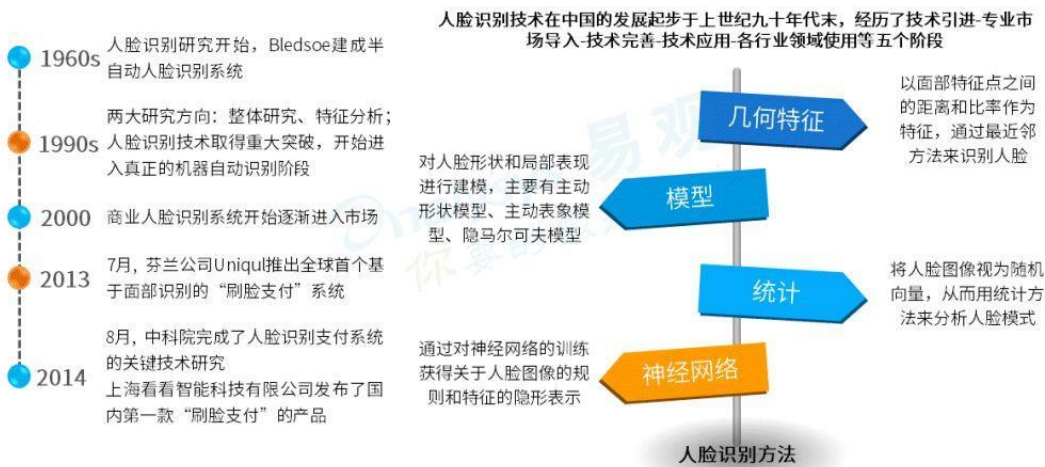 1960s
人脸识别研究开始，Bledsoe建成半
自动人脸识别系统
1990s
两大研究方向：整体研究、特征分析；
人脸识别技术取得重大突破，开始进
入真正的机器自动识别阶段
2000
商业人脸识别系统开始逐渐进入市场
2013
7月, 芬兰公司Uniqul推出全球首个基
于面部识别的“刷脸支付”系统
2014
8月, 中科院完成了人脸识别支付系统
的关键技术研究
上海看看智能科技有限公司发布了国
内第一款“刷脸支付”的产品
人脸识别技术在中国的发展起步于上世纪九十年代末，经历了技术引进-专业市
场导入-技术完善-技术应用-各行业领域使用等五个阶段
几何特征
以面部特征点之间
的距离和比率作为
特征，通过最近邻
方法来识别人脸
对人脸形状和局部表现
进行建模，主要有主动
形状模型、主动表象模
型、隐马尔可夫模型
模型
统计
将人脸图像视为随机
向量，从而用统计方
法来分析人脸模式
通过对神经网络的训练
获得关于人脸图像的规
则和特征的隐形表示
神经网络
人脸识别方法
易观